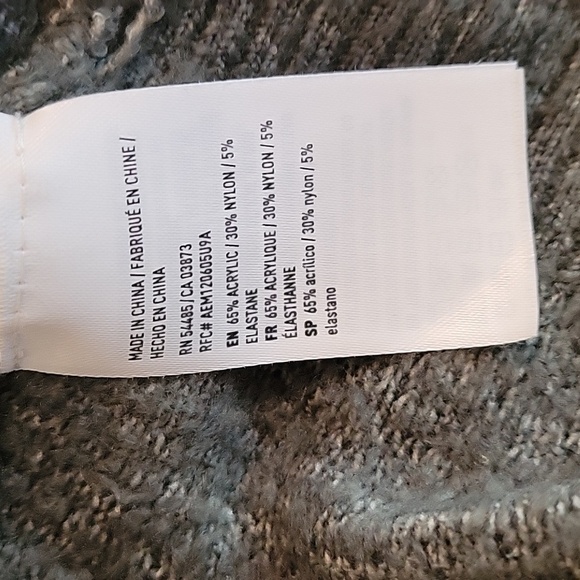 MADE IN CHINA / FABRIQUÉ EN CHINE /
HECHO EN CHINA
RN 54485 / CA 03873
RFC# AEM120605U9A
EN 65% ACRYLIC / 30% NYLON / 5%
ELASTANE
FR 65% ACRYLIQUE / 30% NYLON / 5%
ÉLASTHANNE
SP 65% acrílico / 30% nylon / 5%
elastano